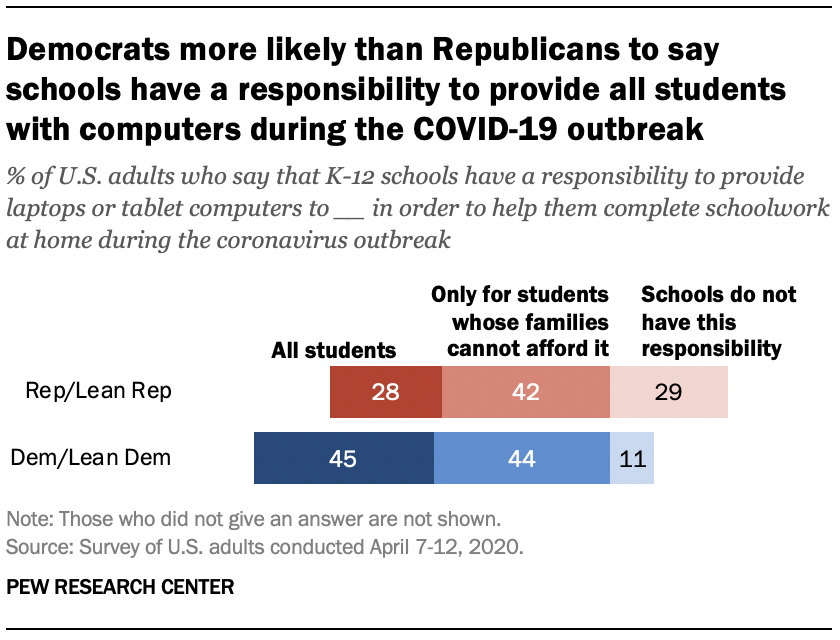 Democrats more likely than Republicans to say
schools have a responsibility to provide all students
with computers during the COVID-19 outbreak
% of U.S. adults who say that K-12 schools have a responsibility to provide
laptops or tablet computers to __ in order to help them complete schoolwork
at home during the coronavirus outbreak
All students
Only for students
whose families
cannot afford it
Schools do not
have this
responsibility
Rep/Lean Rep 28 42 29
Dem/Lean Dem 45 44 11
Note: Those who did not give an answer are not shown.
Source: Survey of U.S. adults conducted April 7-12, 2020.
PEW RESEARCH CENTER